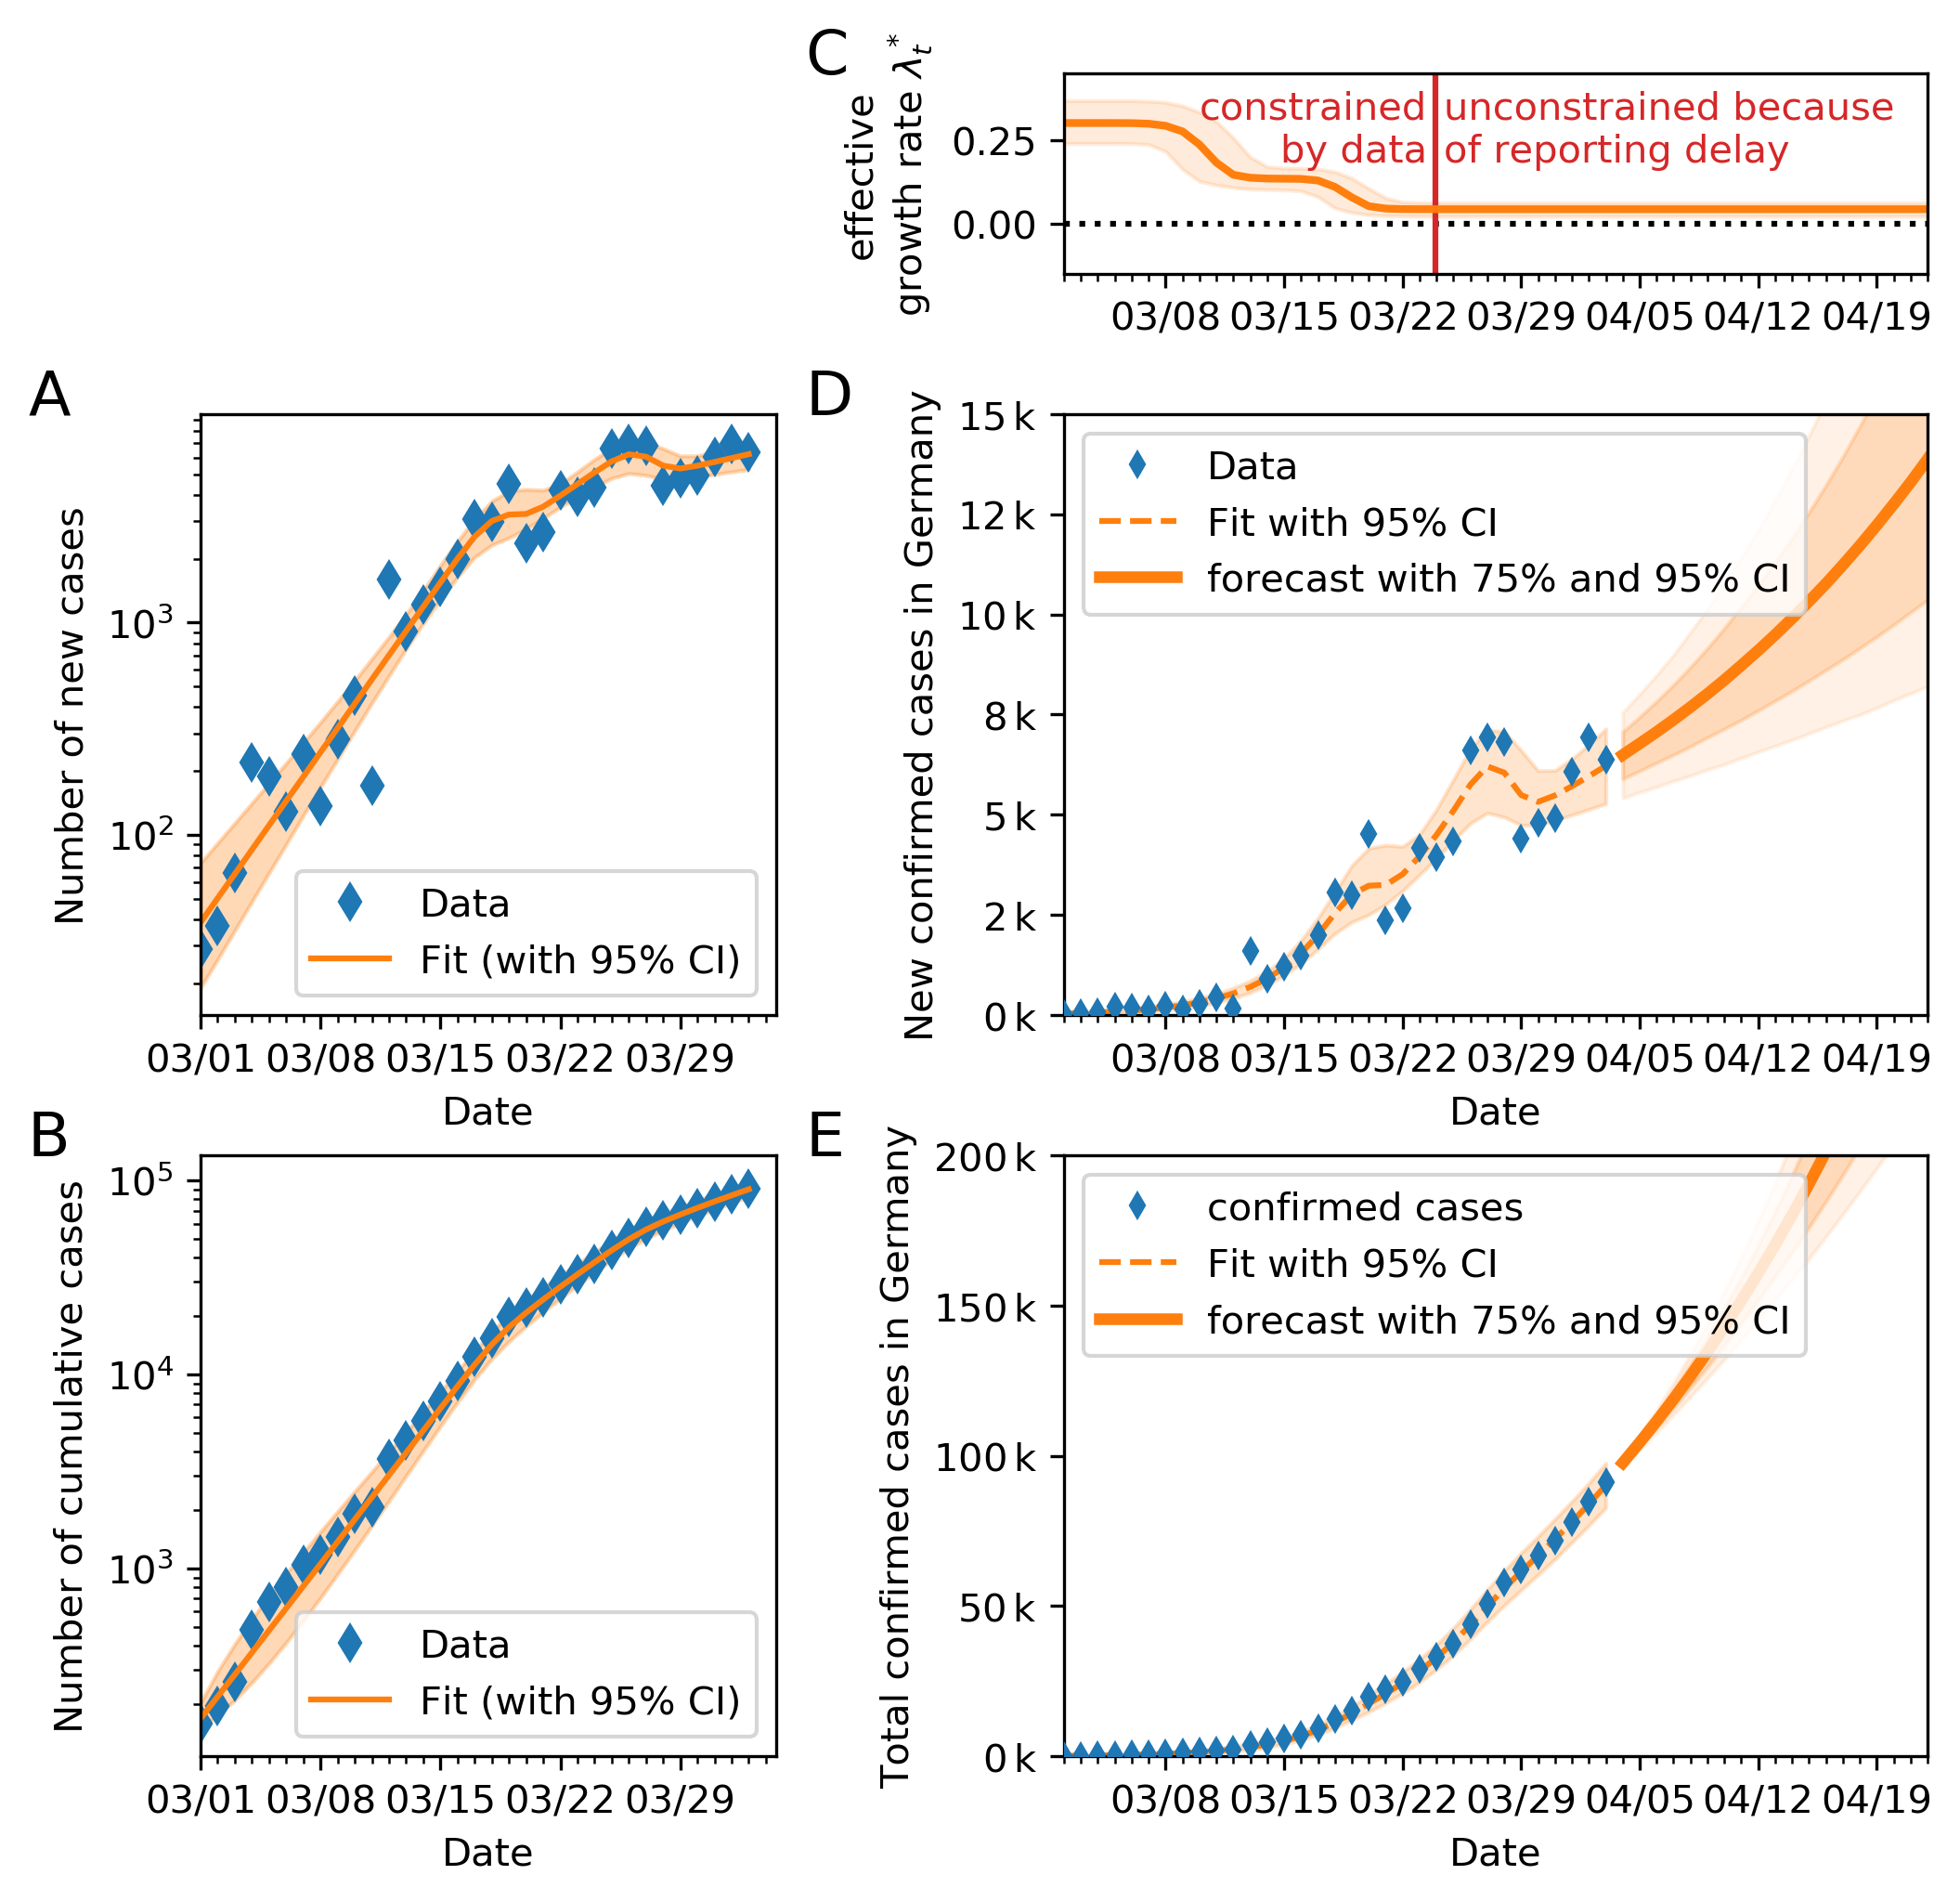 C
effective
growth rate λ*t
0.25
0.00
constrained
by data
unconstrained because
of reporting delay
03/08 03/15 03/22 03/29 04/05 04/12 04/19
A
Number of new cases
10³
10²
Data
Fit (with 95% CI)
03/01 03/08 03/15 03/22 03/29
Date
D
New confirmed cases in Germany
15 k
12 k
10 k
8 k
5 k
2 k
0 k
Data
Fit with 95% CI
forecast with 75% and 95% CI
03/08 03/15 03/22 03/29 04/05 04/12 04/19
Date
B
Number of cumulative cases
10⁵
10⁴
10³
Data
Fit (with 95% CI)
03/01 03/08 03/15 03/22 03/29
Date
E
Total confirmed cases in Germany
200 k
150 k
100 k
50 k
0 k
confirmed cases
Fit with 95% CI
forecast with 75% and 95% CI
03/08 03/15 03/22 03/29 04/05 04/12 04/19
Date